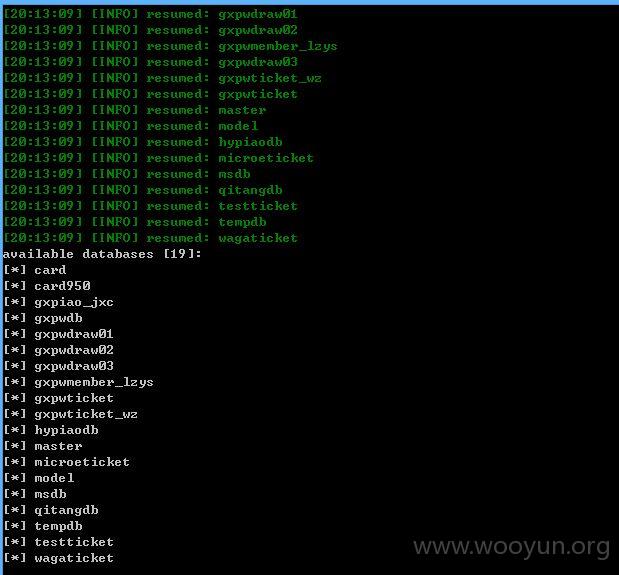 [20:13:09] [INFO] resumed: gxpwdraw01
[20:13:09] [INFO] resumed: gxpwdraw02
[20:13:09] [INFO] resumed: gxpwmember_lzys
[20:13:09] [INFO] resumed: gxpwdraw03
[20:13:09] [INFO] resumed: gxpwticket_wz
[20:13:09] [INFO] resumed: gxpwticket
[20:13:09] [INFO] resumed: master
[20:13:09] [INFO] resumed: model
[20:13:09] [INFO] resumed: hypiaodb
[20:13:09] [INFO] resumed: microeticket
[20:13:09] [INFO] resumed: msdb
[20:13:09] [INFO] resumed: qitangdb
[20:13:09] [INFO] resumed: testticket
[20:13:09] [INFO] resumed: tempdb
[20:13:09] [INFO] resumed: wagaticket
available databases [19]:
[*] card
[*] card950
[*] gxpiao_jxc
[*] gxpwdb
[*] gxpwdraw01
[*] gxpwdraw02
[*] gxpwdraw03
[*] gxpwmember_lzys
[*] gxpwticket
[*] gxpwticket_wz
[*] hypiaodb
[*] master
[*] microeticket
[*] model
[*] msdb
[*] qitangdb
[*] tempdb
[*] testticket
[*] wagaticket
www.wooyun.org